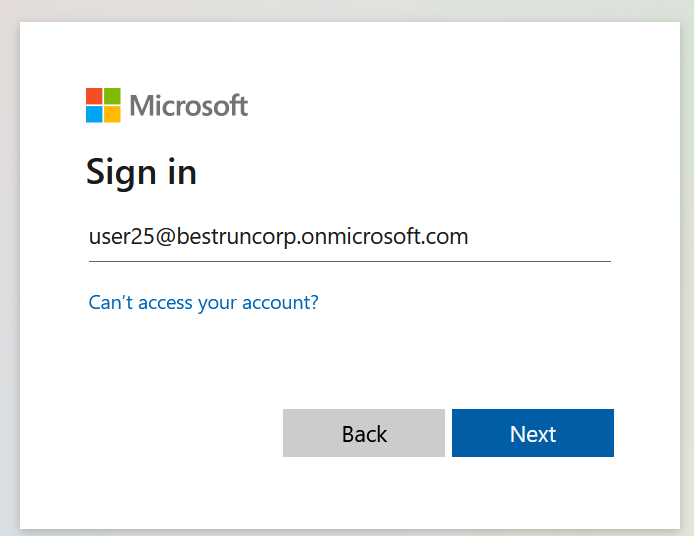 Microsoft
Sign in
user25@bestruncorp.onmicrosoft.com
Can't access your account?
Back
Next